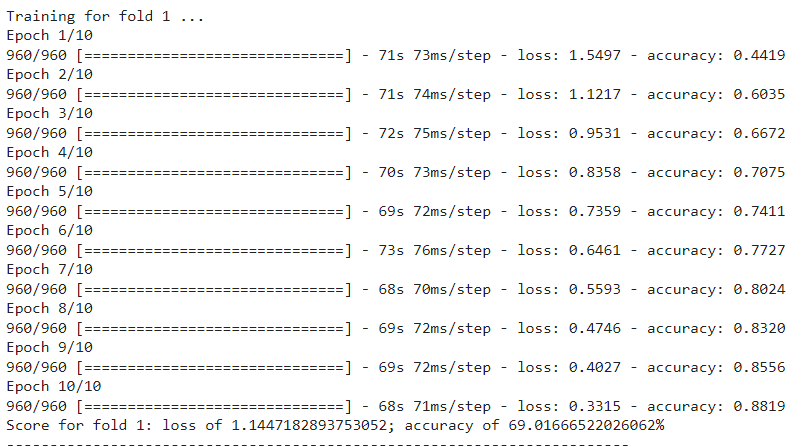 Training for fold 1 ...
Epoch 1/10
960/960 [==============================] - 71s 73ms/step - loss: 1.5497 - accuracy: 0.4419
Epoch 2/10
960/960 [==============================] - 71s 74ms/step - loss: 1.1217 - accuracy: 0.6035
Epoch 3/10
960/960 [==============================] - 72s 75ms/step - loss: 0.9531 - accuracy: 0.6672
Epoch 4/10
960/960 [==============================] - 70s 73ms/step - loss: 0.8358 - accuracy: 0.7075
Epoch 5/10
960/960 [==============================] - 69s 72ms/step - loss: 0.7359 - accuracy: 0.7411
Epoch 6/10
960/960 [==============================] - 73s 76ms/step - loss: 0.6461 - accuracy: 0.7727
Epoch 7/10
960/960 [==============================] - 68s 70ms/step - loss: 0.5593 - accuracy: 0.8024
Epoch 8/10
960/960 [==============================] - 69s 72ms/step - loss: 0.4746 - accuracy: 0.8320
Epoch 9/10
960/960 [==============================] - 69s 72ms/step - loss: 0.4027 - accuracy: 0.8556
Epoch 10/10
960/960 [==============================] - 68s 71ms/step - loss: 0.3315 - accuracy: 0.8819
Score for fold 1: loss of 1.1447182893753052; accuracy of 69.01666522026062%
------------------------------------------------------------------------